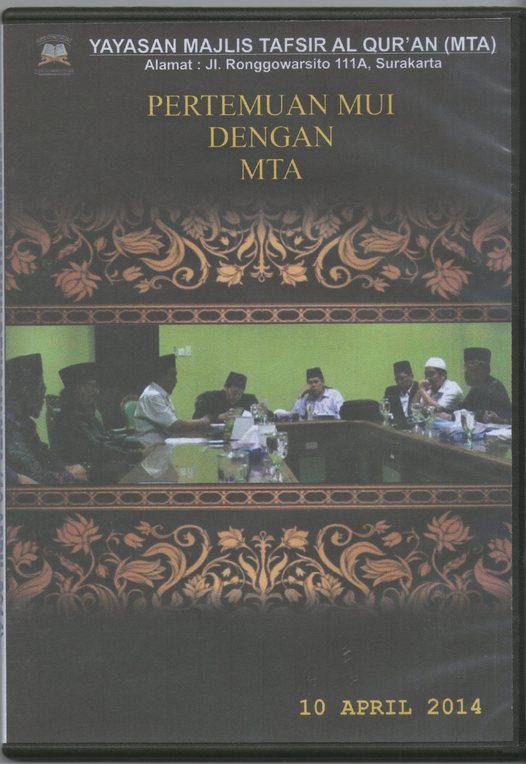 YAYASAN MAJLIS TAFSIR AL QUR'AN (MTA)
Alamat : Jl. Ronggowarsito 111A, Surakarta
PERTEMUAN MUI
DENGAN
MTA
10 APRIL 2014